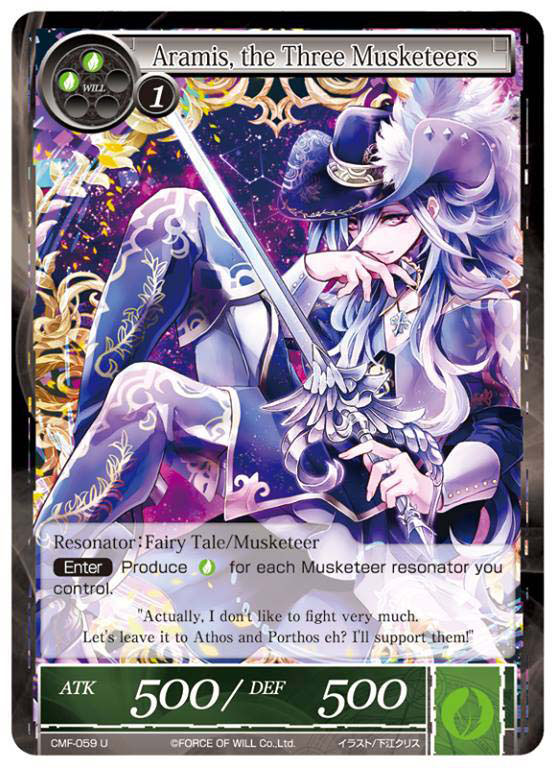 Aramis, the Three Musketeers
WILL
1
Resonator:Fairy Tale/Musketeer
Enter Produce for each Musketeer resonator you
control.
"Actually, I don't like to fight very much.
Let's leave it to Athos and Porthos eh? I'll support them!"
ATK 500/ DEF 500
CMF-059 U ©FORCE OF WILL Co.,Ltd. イラスト/下江クリス